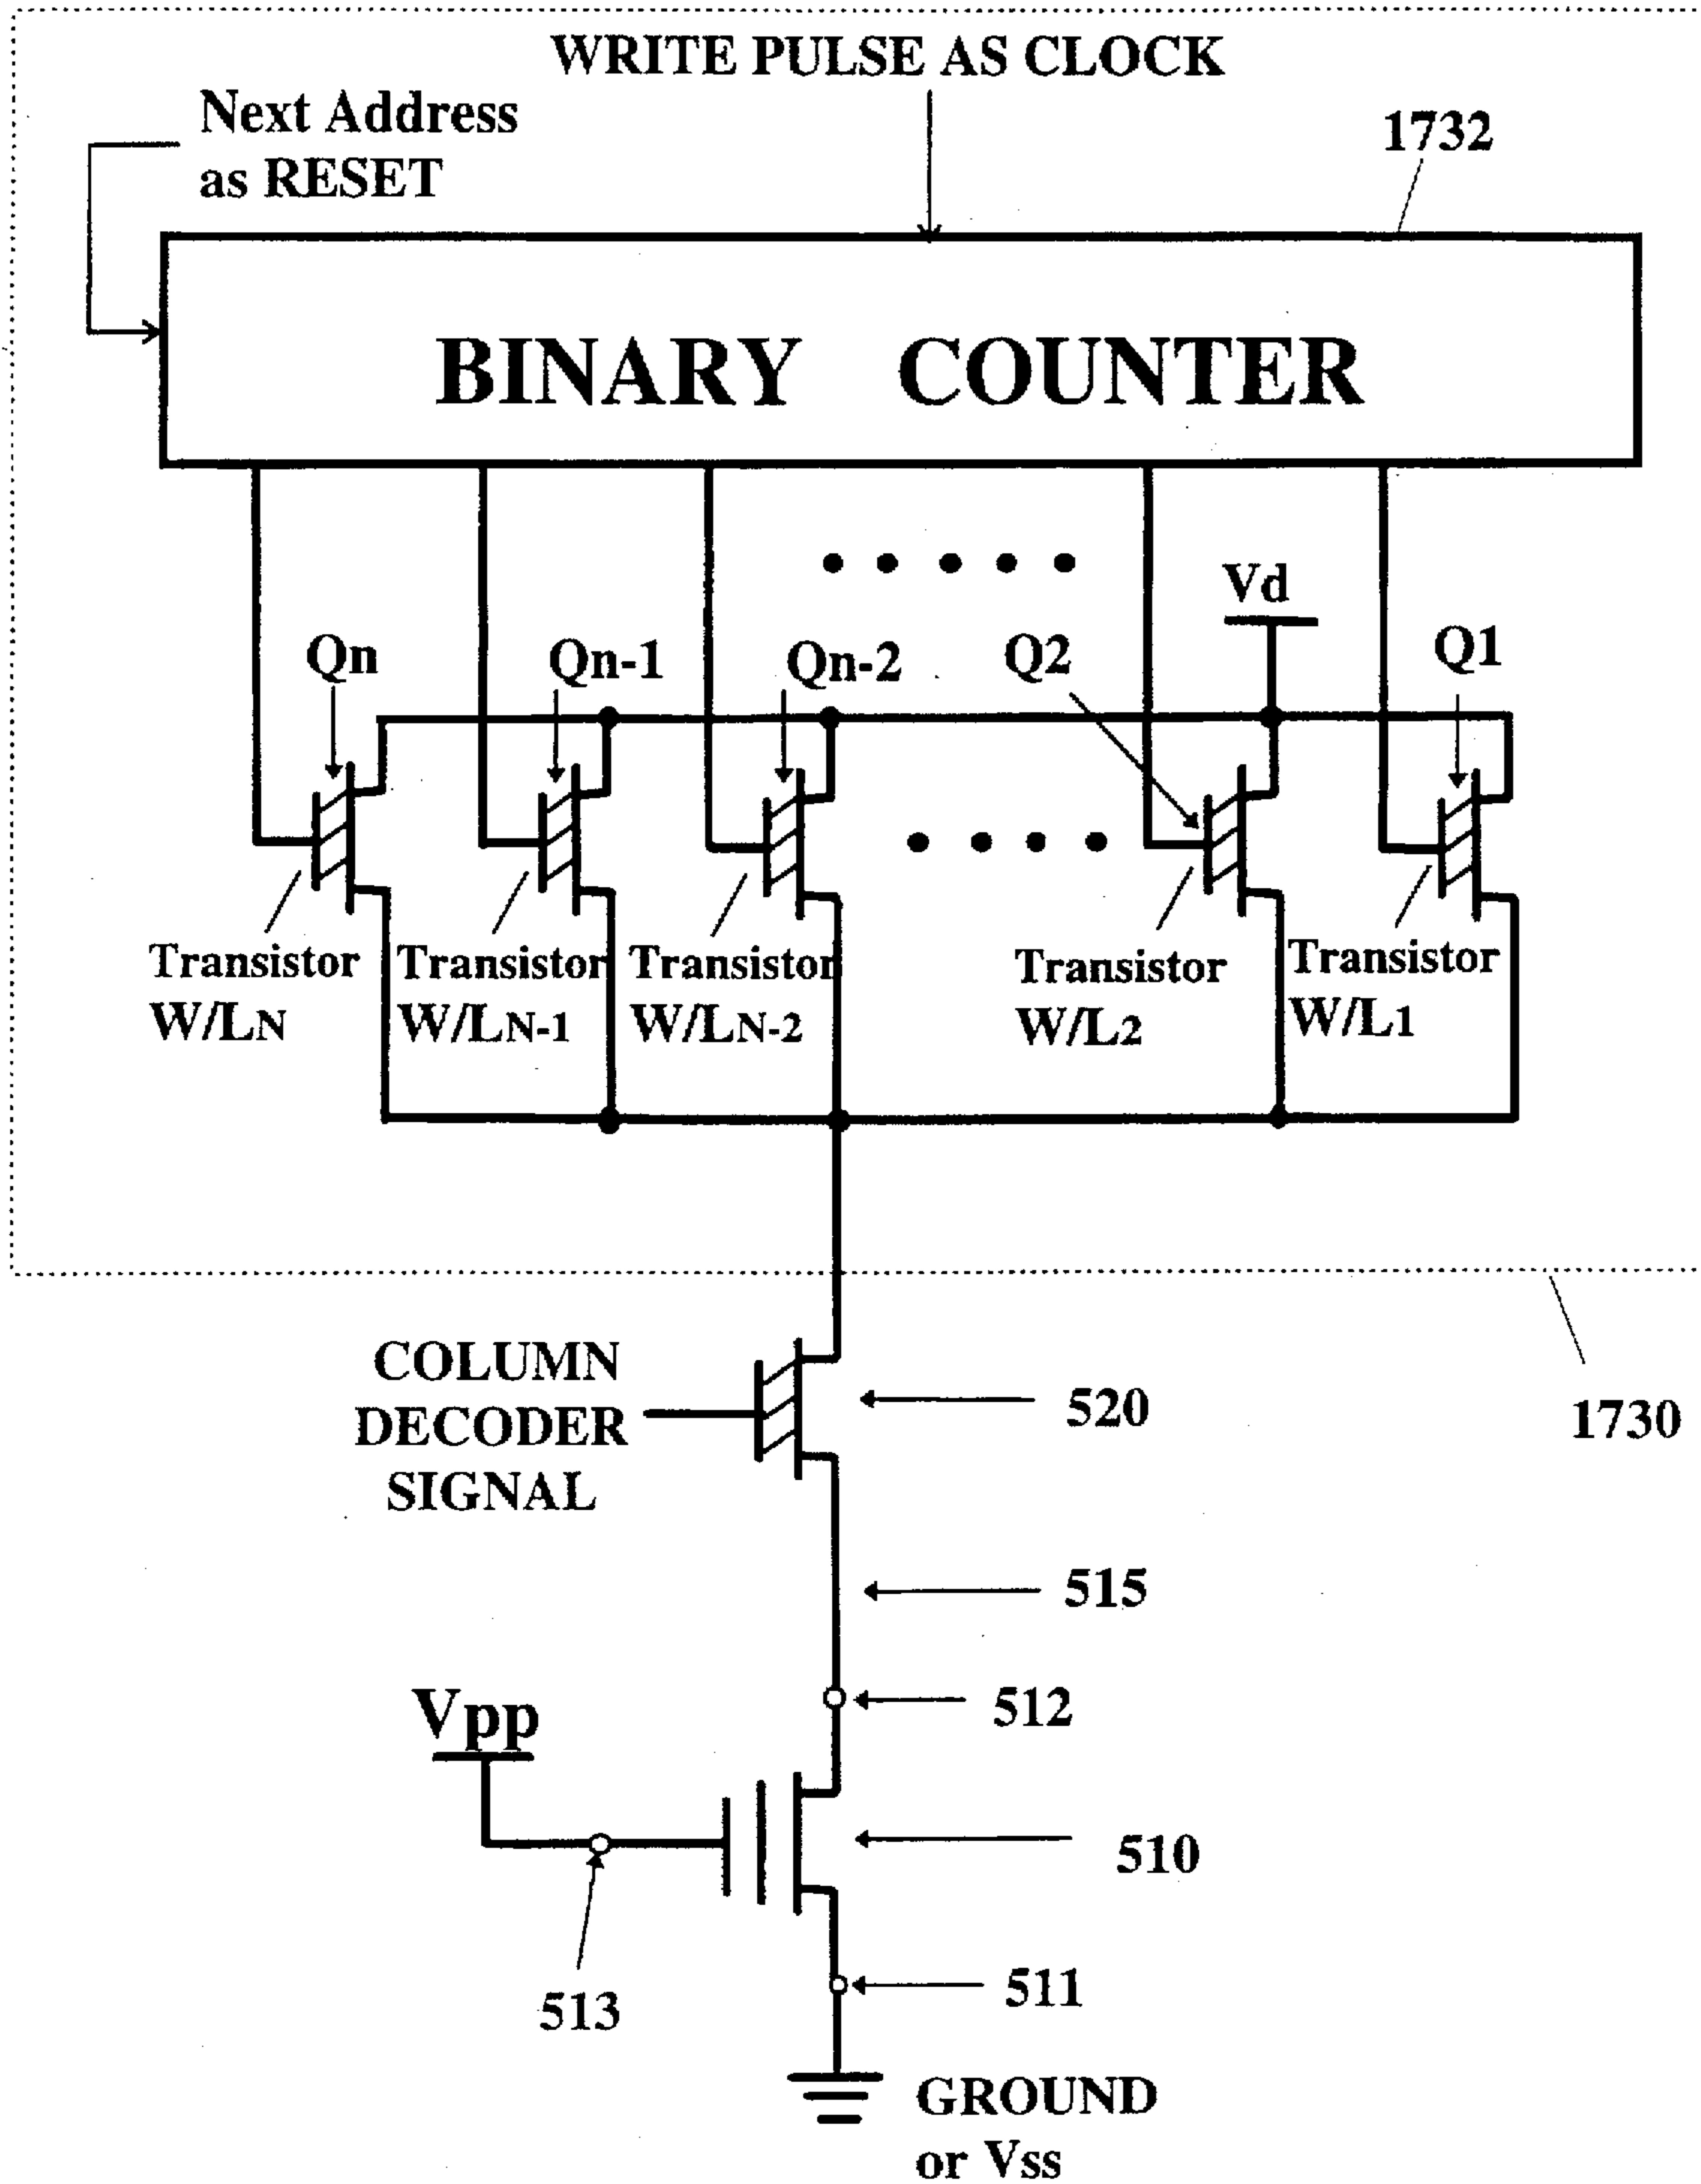 WRITE PULSE AS CLOCK
Next Address
as RESET
1732
BINARY COUNTER
Vd
Qn
Qn-1
Qn-2
Q2
Q1
Transistor
W/LN
Transistor
W/LN-1
Transistor
W/LN-2
Transistor
W/L2
Transistor
W/L1
COLUMN
DECODER
SIGNAL
520
1730
515
512
Vpp
510
513
511
GROUND
or Vss